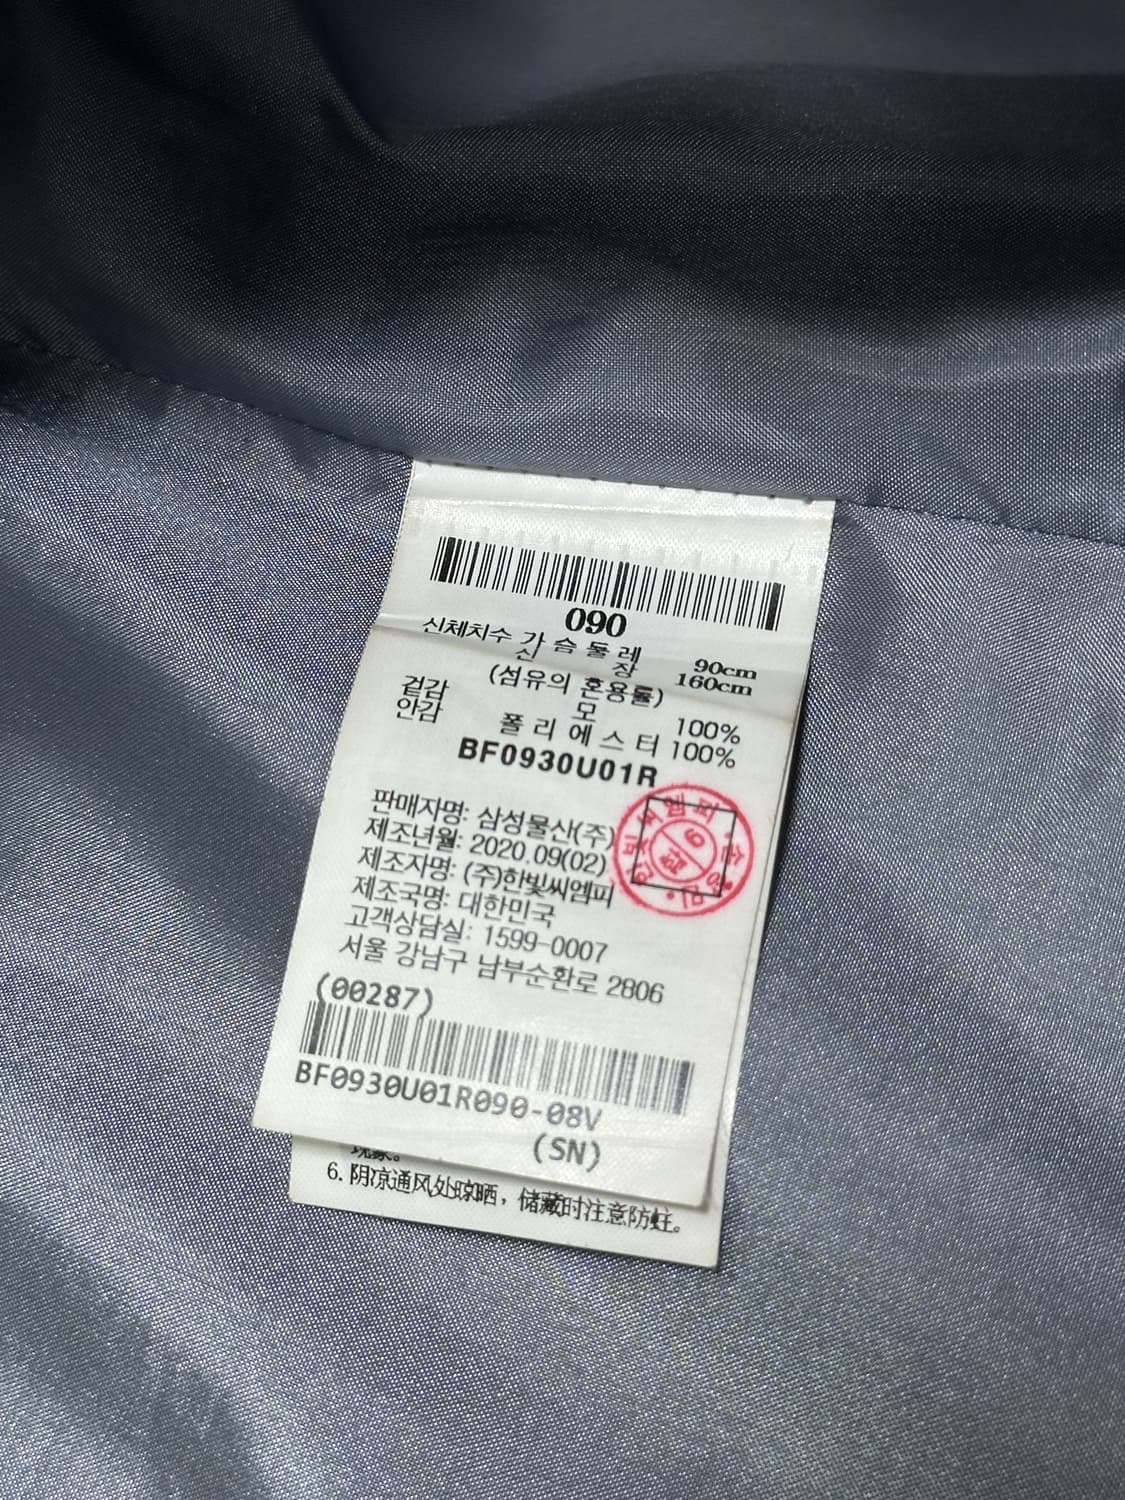 090
신체치수 가슴둘레 90cm
신장 160cm
(섬유의 혼용률)
겉감 모 100%
안감 폴리에스터 100%
BF0930U01R
판매자명: 삼성물산(주)
제조년월: 2020.09(02)
제조자명: (주)한빛씨엠피
제조국명: 대한민국
고객상담실: 1599-0007
서울 강남구 남부순환로 2806
(00287)
BF0930U01R090-08V
(SN)
6. 阴凉通风处晾晒，储藏时注意防蛀。